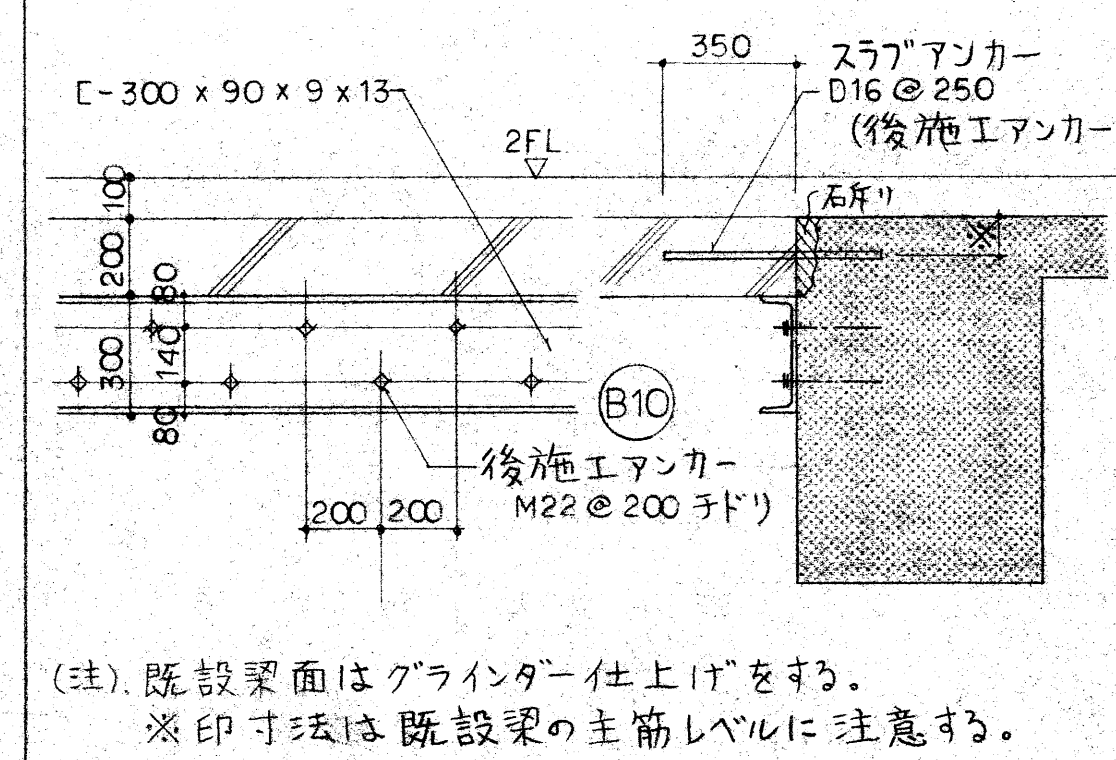 350
スラブアンカー
[-300 x 90 x 9 x 13
D16 @ 250
(後施工アンカー
2FL
100
斫リ
※
200
80
300
140
80
B10
後施工アンカー
M22 @ 200 チドリ
200 200
(注). 既設梁面はグラインダー仕上げをする。
※印寸法は既設梁の主筋レベルに注意する。